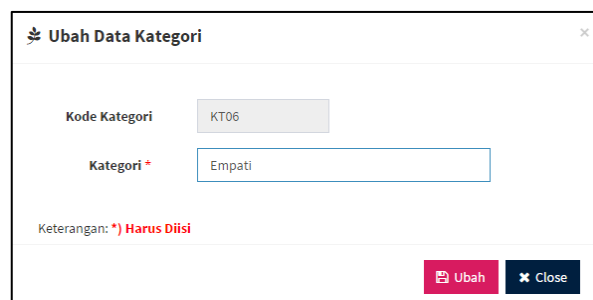 Ubah Data Kategori ×
Kode Kategori KT06
Kategori * Empati
Keterangan: *) Harus Diisi
Ubah Close